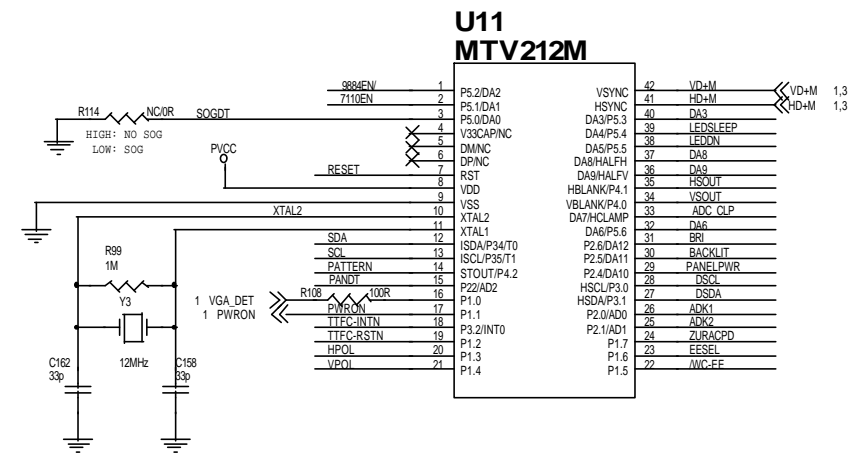 U11
MTV212M
9884EN/ 1 P5.2/DA2
7110EN 2 P5.1/DA1
R114 NC/0R SOGDT 3 P5.0/DA0
HIGH: NO SOG
LOW: SOG
4 V33CAP/NC
5 DM/NC
6 DP/NC
RESET 7 RST
PVCC 8 VDD
9 VSS
XTAL2 10 XTAL2
11 XTAL1
SDA 12 ISDA/P34/T0
SCL 13 ISCL/P35/T1
PATTERN 14 STOUT/P4.2
PANDT 15 P22/AD2
1 VGA_DET R108 100R 16 P1.0
1 PWRON PWRON 17 P1.1
TTFC-INTN 18 P3.2/INT0
TTFC-RSTN 19 P1.2
HPOL 20 P1.3
VPOL 21 P1.4
VSYNC 42 VD+M VD+M 1,3
HSYNC 41 HD+M HD+M 1,3
DA3/P5.3 40 DA3
DA4/P5.4 39 LEDSLEEP
DA5/P5.5 38 LEDDN
DA8/HALFH 37 DA8
DA9/HALFV 36 DA9
HBLANK/P4.1 35 HSOUT
VBLANK/P4.0 34 VSOUT
DA7/HCLAMP 33 ADC_CLP
DA6/P5.6 32 DA6
P2.6/DA12 31 BRI
P2.5/DA11 30 BACKLIT
P2.4/DA10 29 PANELPWR
HSCL/P3.0 28 DSCL
HSDA/P3.1 27 DSDA
P2.0/AD0 26 ADK1
P2.1/AD1 25 ADK2
P1.7 24 ZURACPD
P1.6 23 EESEL
P1.5 22 /WC-EE
R99
1M
Y3
12MHz
C162
33p
C158
33p